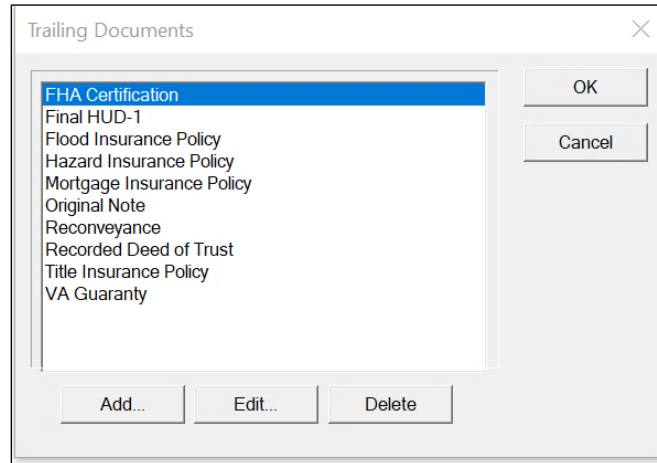 Trailing Documents
FHA Certification
Final HUD-1
Flood Insurance Policy
Hazard Insurance Policy
Mortgage Insurance Policy
Original Note
Reconveyance
Recorded Deed of Trust
Title Insurance Policy
VA Guaranty
OK
Cancel
Add...
Edit...
Delete